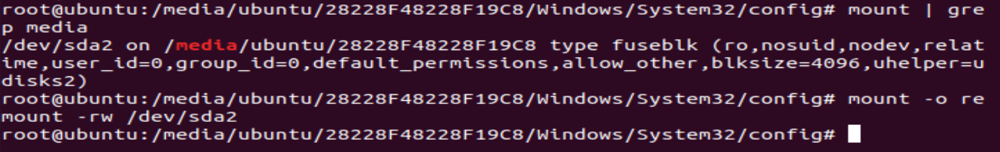 root@ubuntu:/media/ubuntu/28228F48228F19C8/Windows/System32/config# mount | gre
p media
/dev/sda2 on /media/ubuntu/28228F48228F19C8 type fuseblk (ro,nosuid,nodev,relat
ime,user_id=0,group_id=0,default_permissions,allow_other,blksize=4096,uhelper=u
disks2)
root@ubuntu:/media/ubuntu/28228F48228F19C8/Windows/System32/config# mount -o re
mount -rw /dev/sda2
root@ubuntu:/media/ubuntu/28228F48228F19C8/Windows/System32/config#